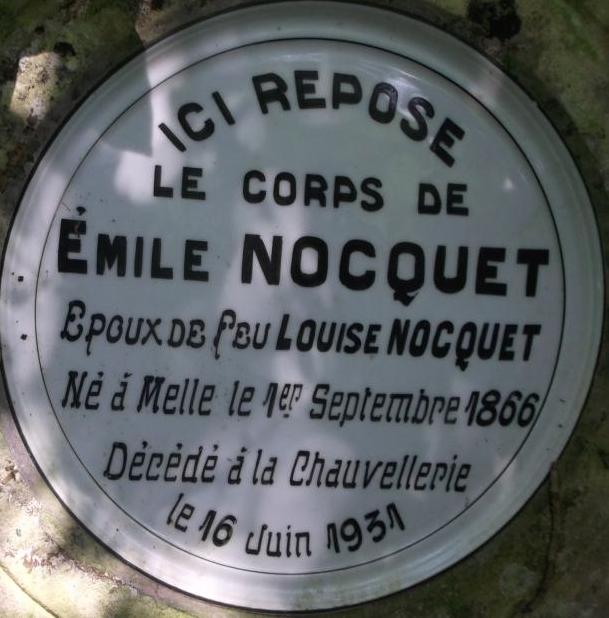 ICI REPOSE
LE CORPS DE
ÉMILE NOCQUET
EPOUX DE FEU LOUISE NOCQUET
Né à Melle le 1er Septembre 1866
Décédé à la Chauvellerie
le 16 Juin 1931